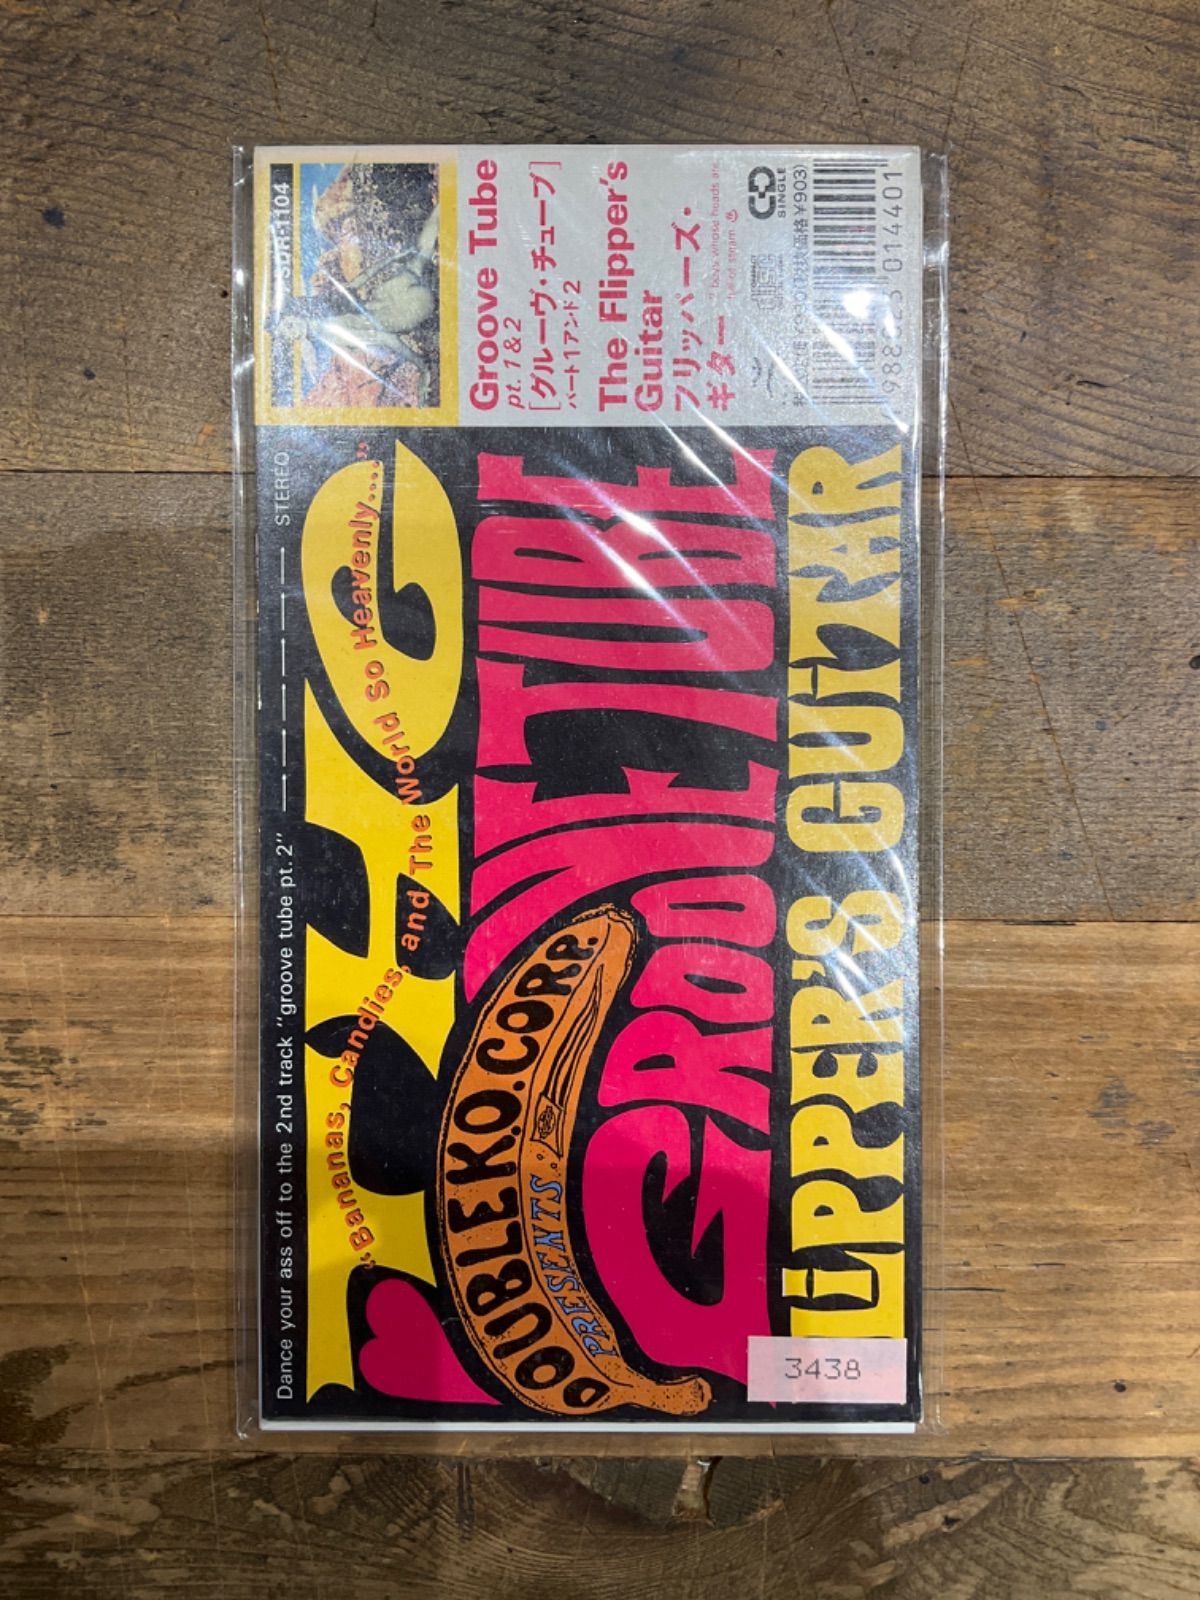 Groove Tube
pt. 1 & 2
[グルーヴ・チューブ]
パート1アンド2
The Flipper's
Guitar
フリッパーズ・
ギター
SINGLE
COMPACT
Dance your ass off to the 2nd track "groove tube pt. 2"
STEREO
"Bananas, Candies, and The World So Heavenly...."
DOUBLE K.O. CORP.
PRESENTS
GROOVE TUBE
FLIPPER'S GUITAR
3438